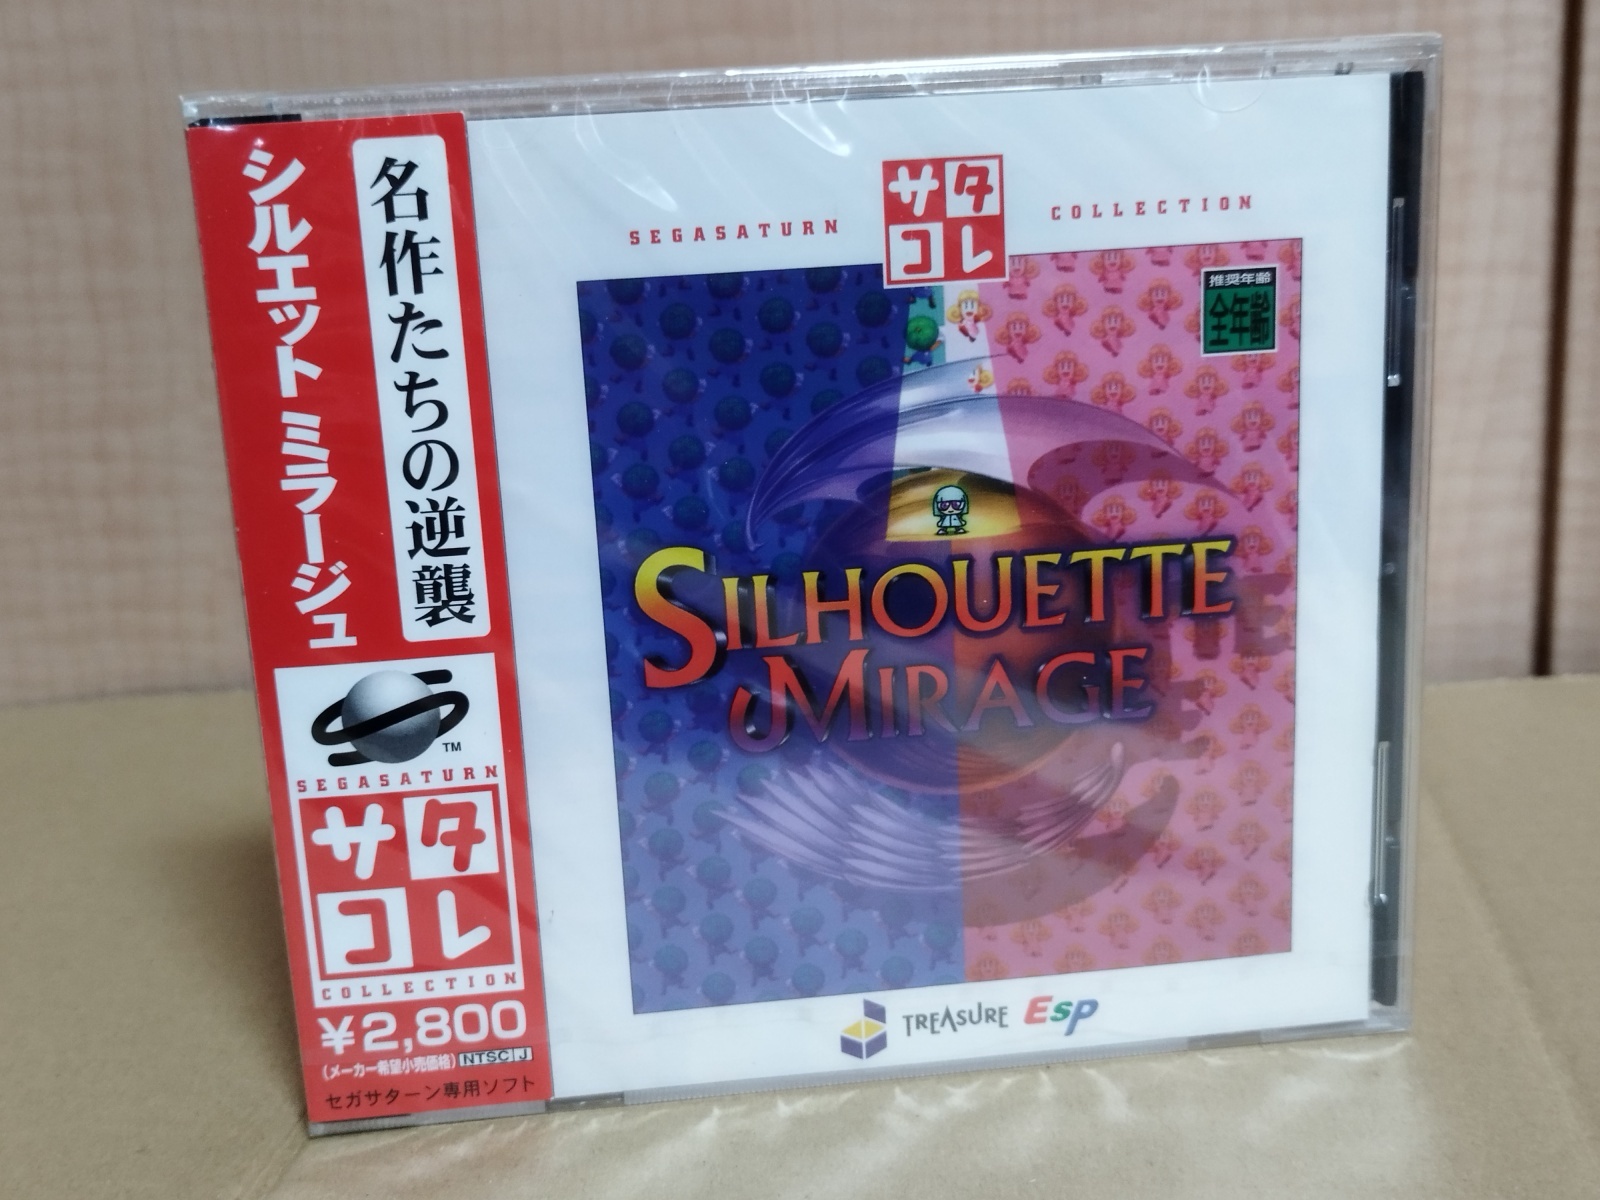 名作たちの逆襲
シルエットミラージュ
TM
SEGASATURN
サタ
コレ
COLLECTION
¥2,800
(メーカー希望小売価格) NTSC J
セガサターン専用ソフト
SEGASATURN
サタ
コレ
COLLECTION
推奨年齢
全年齢
SILHOUETTE
MIRAGE
TREASURE
ESP